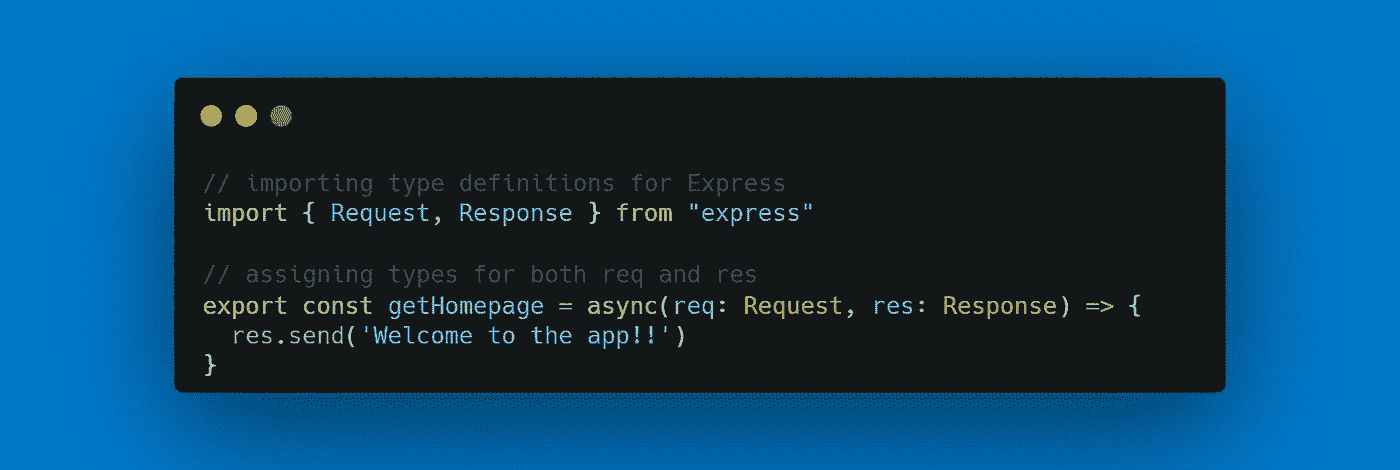 // importing type definitions for Express
import { Request, Response } from "express"
// assigning types for both req and res
export const getHomepage = async(req: Request, res: Response) => {
  res.send('Welcome to the app!!')
}